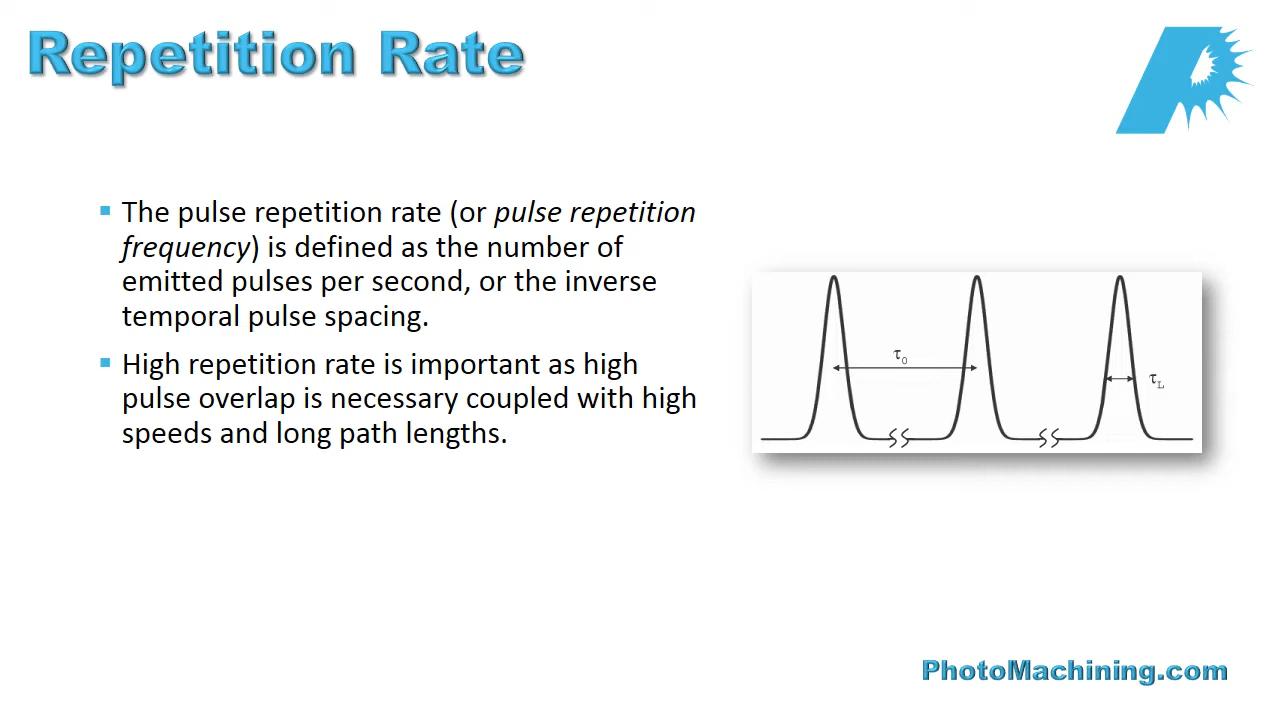 Repetition Rate
▪ The pulse repetition rate (or pulse repetition
frequency) is defined as the number of
emitted pulses per second, or the inverse
temporal pulse spacing.
▪ High repetition rate is important as high
pulse overlap is necessary coupled with high
speeds and long path lengths.
τ₀
τL
PhotoMachining.com